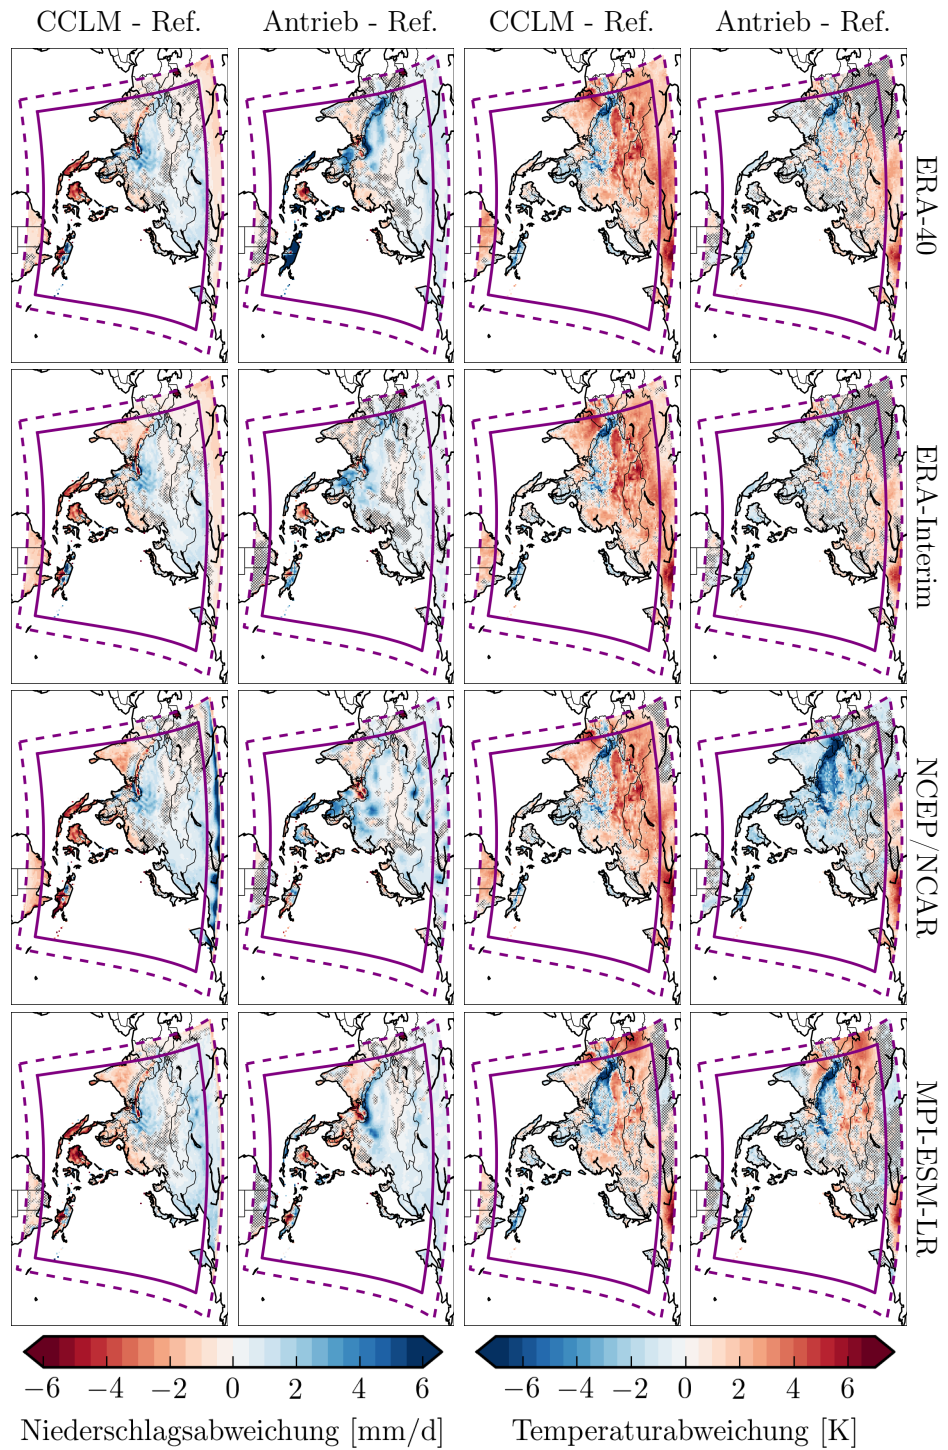 CCLM - Ref.
Antrieb - Ref.
CCLM - Ref.
Antrieb - Ref.
ERA-40
ERA-Interim
NCEP/NCAR
MPI-ESM-LR
−6 −4 −2 0 2 4 6
Niederschlagsabweichung [mm/d]
−6 −4 −2 0 2 4 6
Temperaturabweichung [K]